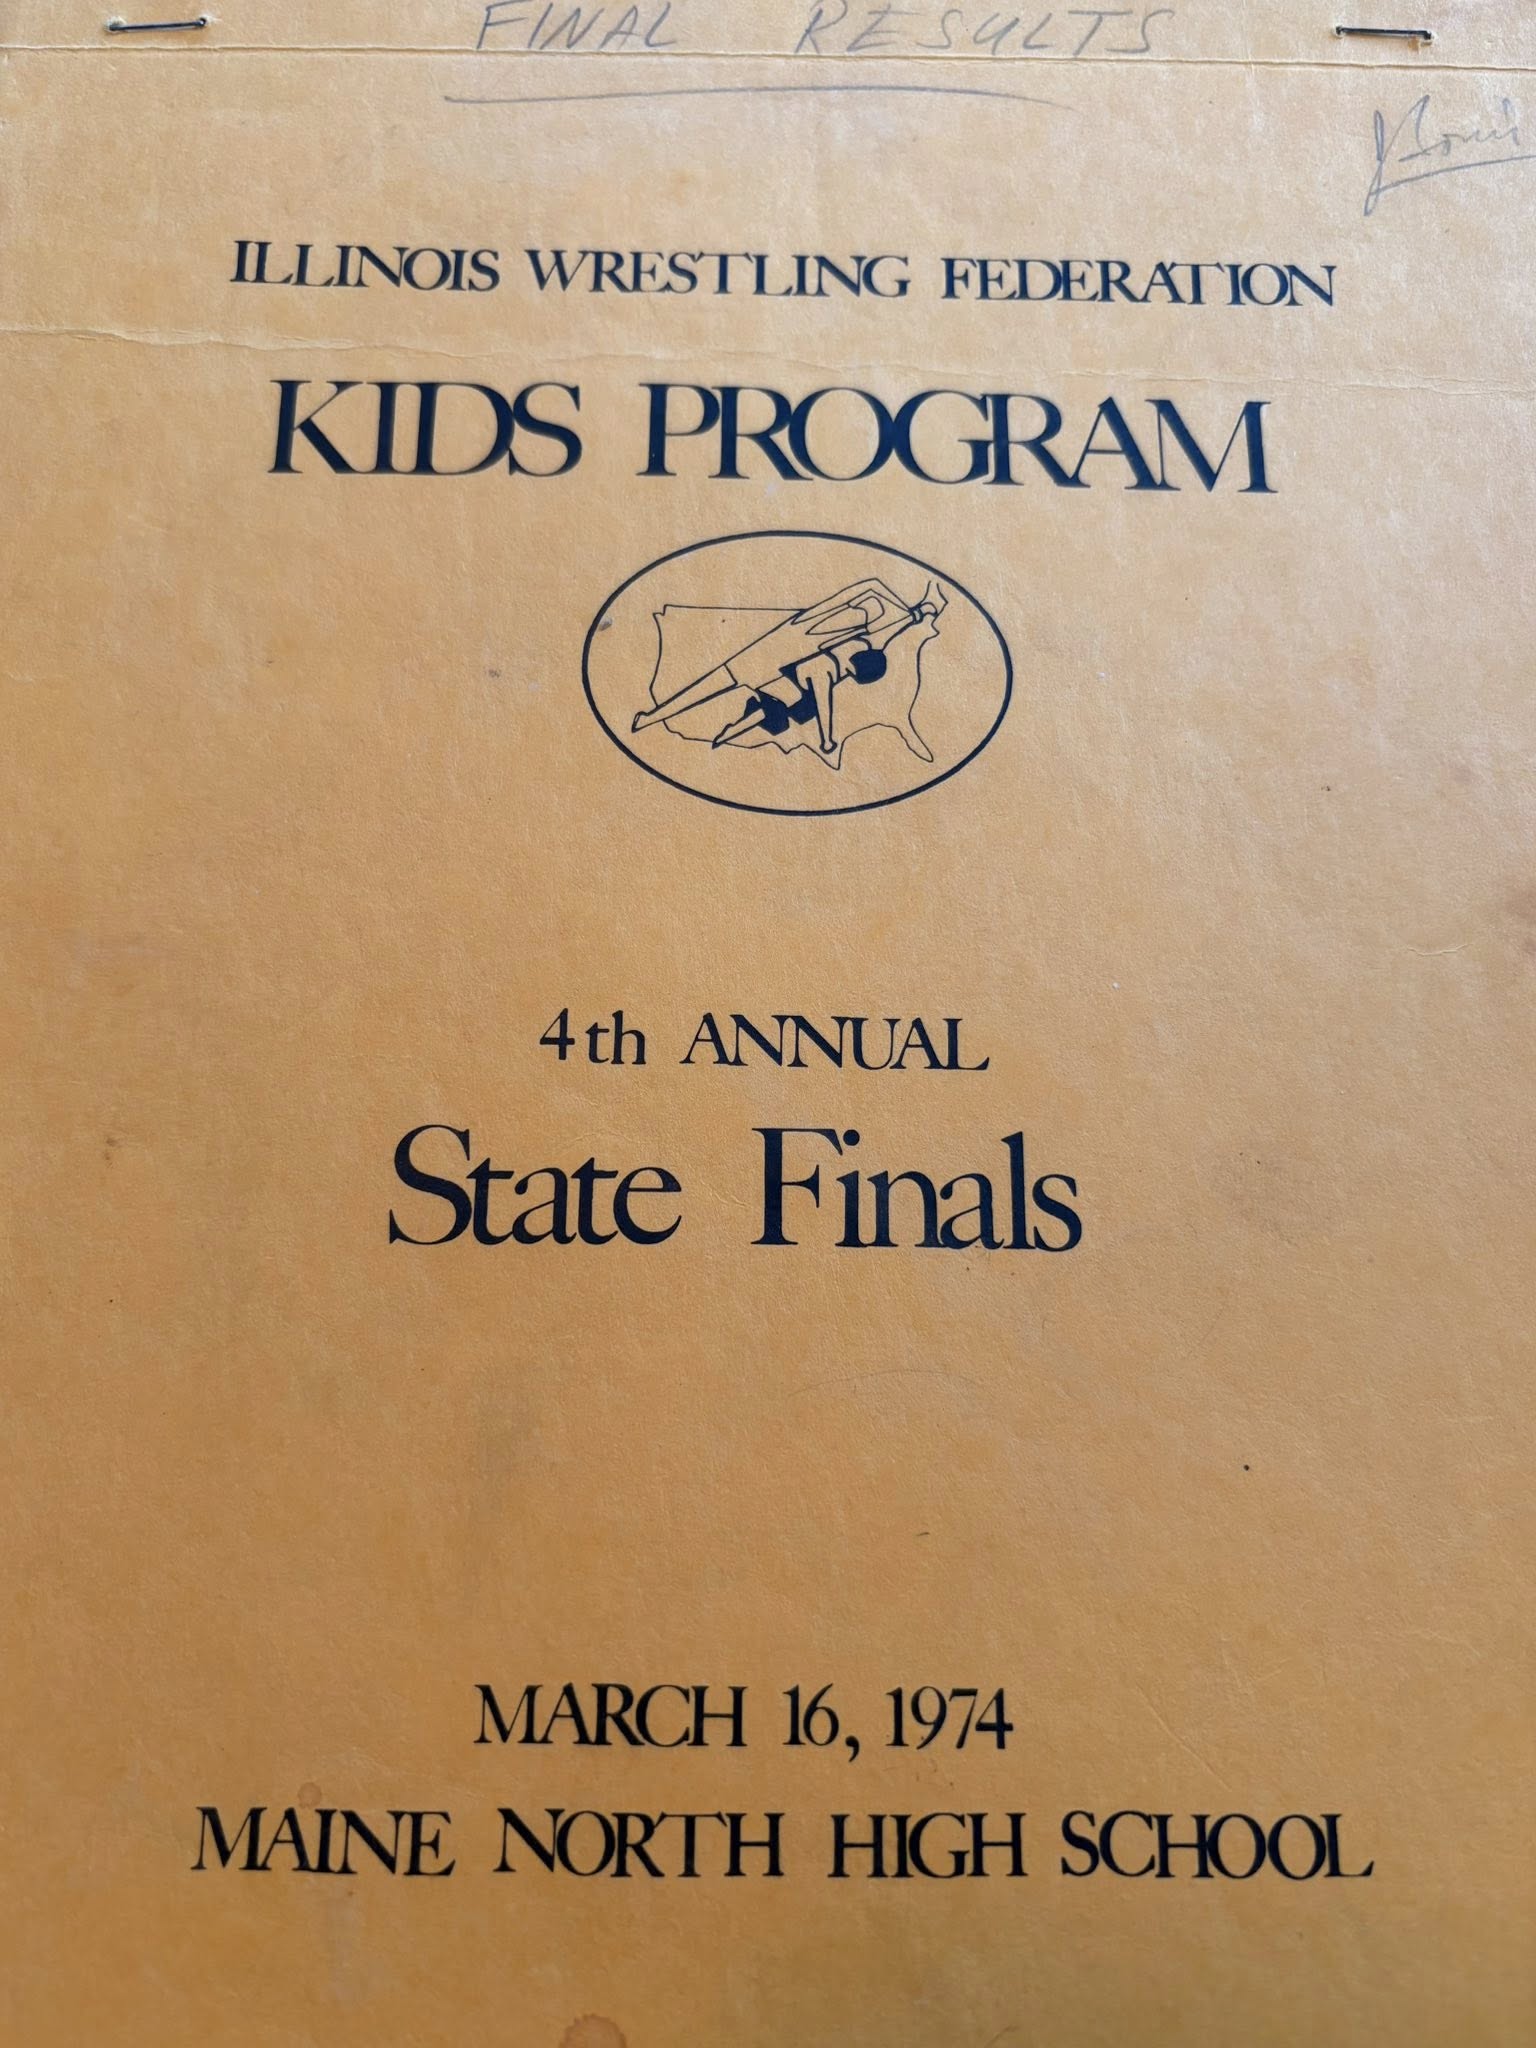 FINAL RESULTS
ILLINOIS WRESTLING FEDERATION
KIDS PROGRAM
4th ANNUAL
State Finals
MARCH 16, 1974
MAINE NORTH HIGH SCHOOL